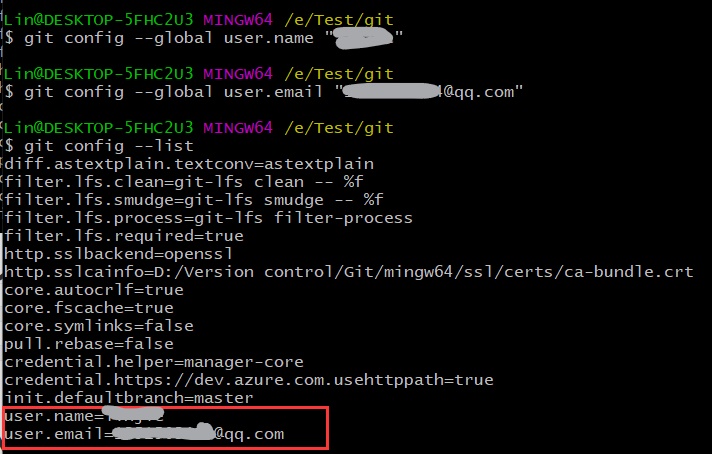 Lin@DESKTOP-5FHC2U3 MINGW64 /e/Test/git
$ git config --global user.name " "
Lin@DESKTOP-5FHC2U3 MINGW64 /e/Test/git
$ git config --global user.email " @qq.com"
Lin@DESKTOP-5FHC2U3 MINGW64 /e/Test/git
$ git config --list
diff.astextplain.textconv=astextplain
filter.lfs.clean=git-lfs clean -- %f
filter.lfs.smudge=git-lfs smudge -- %f
filter.lfs.process=git-lfs filter-process
filter.lfs.required=true
http.sslbackend=openssl
http.sslcainfo=D:/Version control/Git/mingw64/ssl/certs/ca-bundle.crt
core.autocrlf=true
core.fscache=true
core.symlinks=false
pull.rebase=false
credential.helper=manager-core
credential.https://dev.azure.com.usehttppath=true
init.defaultbranch=master
user.name=
user.email= @qq.com